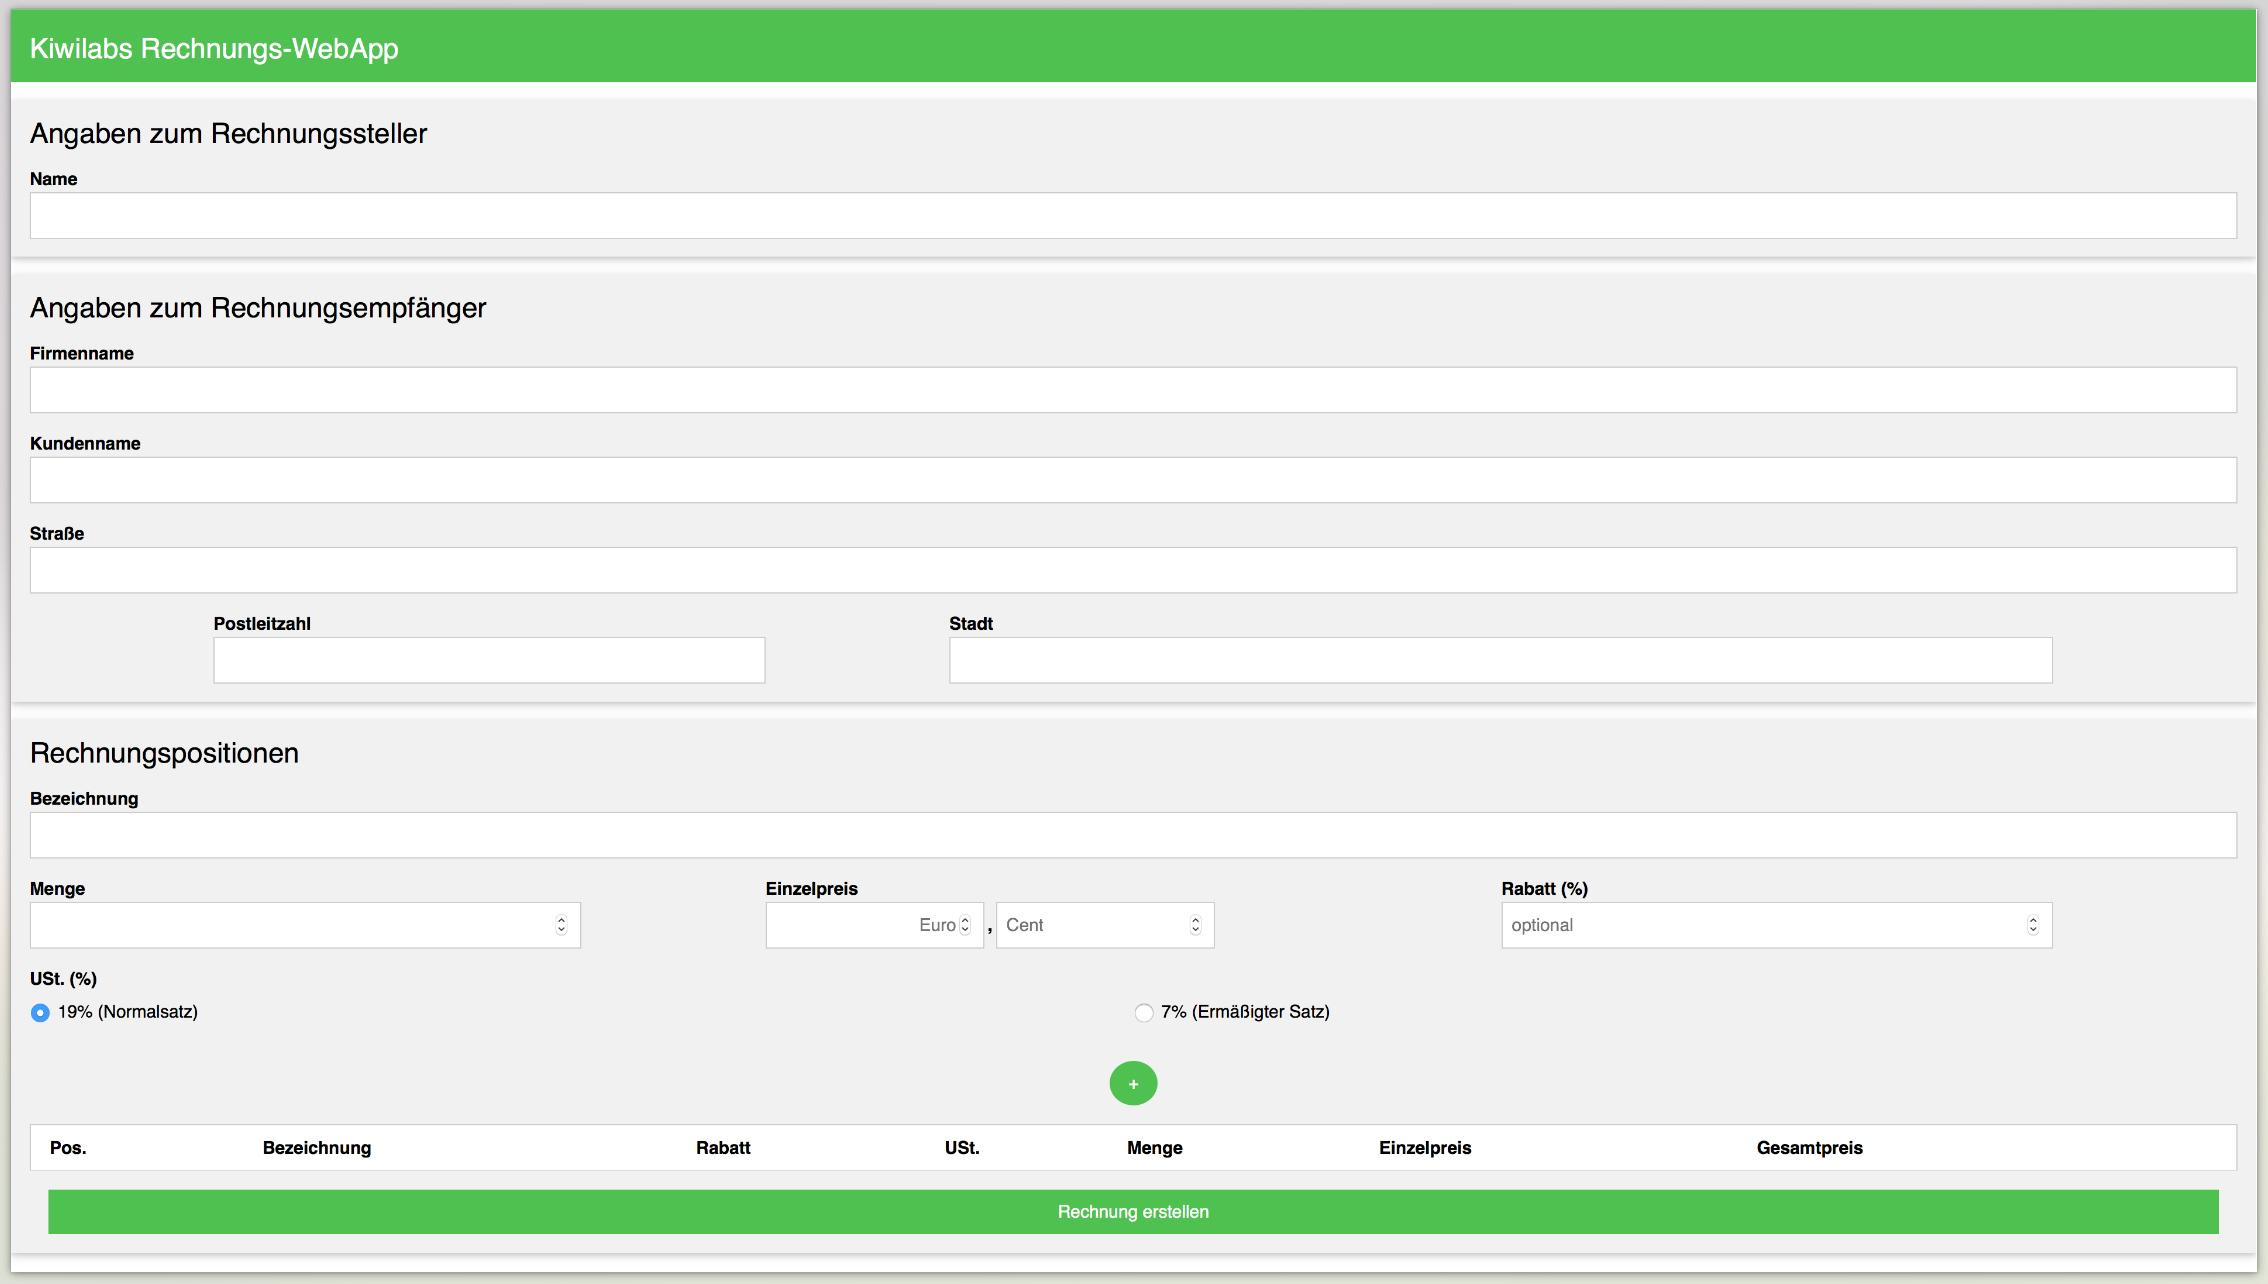 Kiwilabs Rechnungs-WebApp
Angaben zum Rechnungssteller
Name
Angaben zum Rechnungsempfänger
Firmenname
Kundenname
Straße
Postleitzahl Stadt
Rechnungspositionen
Bezeichnung
Menge Einzelpreis Rabatt (%)
Euro , Cent optional
USt. (%)
19% (Normalsatz) 7% (Ermäßigter Satz)
+
Pos. Bezeichnung Rabatt USt. Menge Einzelpreis Gesamtpreis
Rechnung erstellen